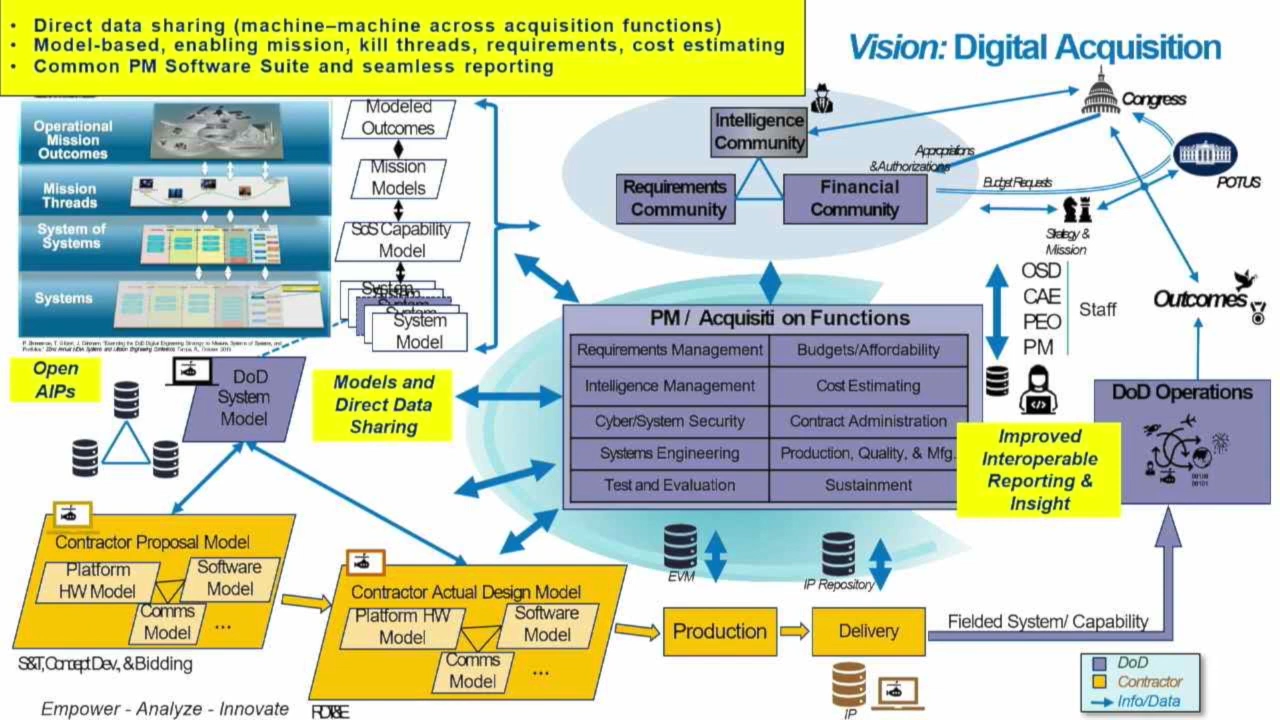 • Direct data sharing (machine–machine across acquisition functions)
• Model-based, enabling mission, kill threads, requirements, cost estimating
• Common PM Software Suite and seamless reporting
Vision: Digital Acquisition
Operational
Mission
Outcomes
Mission
Threads
System of
Systems
Systems
Modeled
Outcomes
Mission
Models
SoS Capability
Model
System
System
System
System
Model
Intelligence
Community
Requirements
Community
Financial
Community
Congress
Appropriations
& Authorizations
Budget Requests
POTUS
Strategy &
Mission
OSD
CAE
PEO
PM
Staff
Outcomes
PM / Acquisiti on Functions
Requirements Management
Budgets/Affordability
Intelligence Management
Cost Estimating
Cyber/System Security
Contract Administration
Systems Engineering
Production, Quality, & Mfg.
Test and Evaluation
Sustainment
Open
AIPs
DoD
System
Model
Models and
Direct Data
Sharing
Improved
Interoperable
Reporting &
Insight
DoD Operations
Contractor Proposal Model
Platform
HW Model
Software
Model
Comms
Model
...
S&T, Concept Dev., & Bidding
Contractor Actual Design Model
Platform HW
Model
Software
Model
Comms
Model
...
EVM
IP Repository
Production
Delivery
IP
Fielded System/ Capability
DoD
Contractor
Info/Data
Empower - Analyze - Innovate